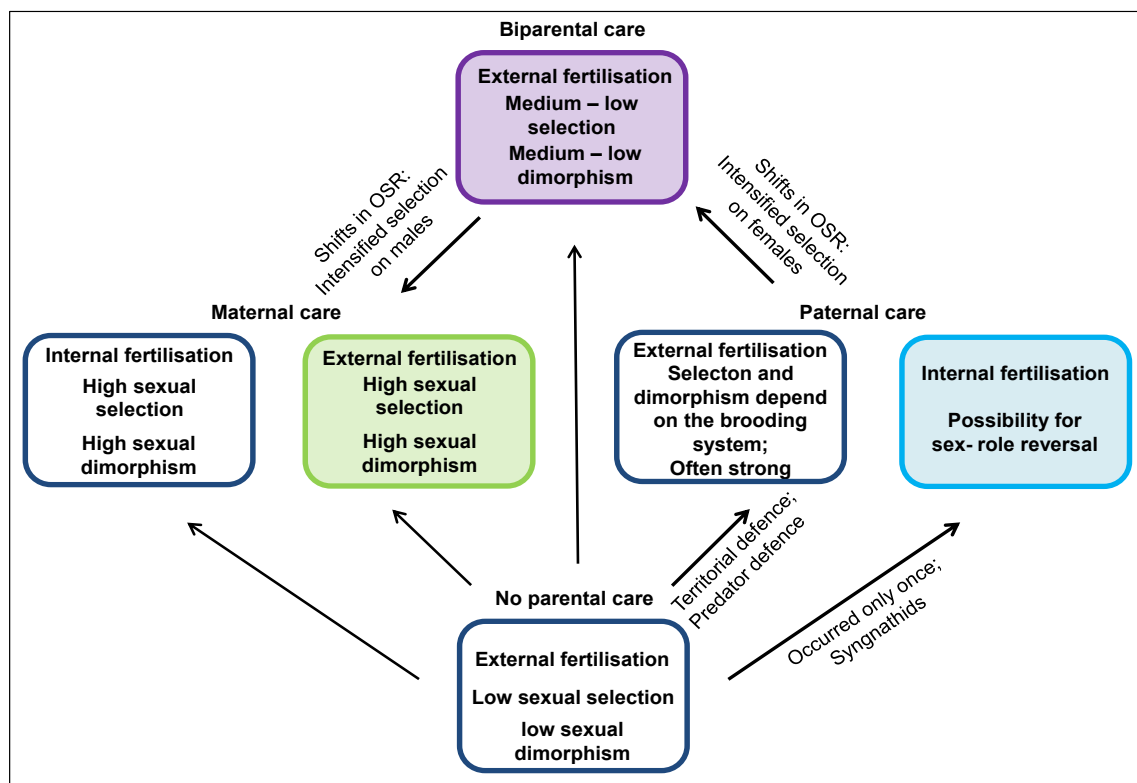 Biparental care
External fertilisation
Medium – low
selection
Medium – low
dimorphism
Shifts in OSR:
Intensified selection
on males
Shifts in OSR:
Intensified selection
on females
Maternal care
Internal fertilisation
High sexual
selection
High sexual
dimorphism
External fertilisation
High sexual
selection
High sexual
dimorphism
Paternal care
External fertilisation
Selecton and
dimorphism depend
on the brooding
system;
Often strong
Internal fertilisation
Possibility for
sex- role reversal
Territorial defence;
Predator defence
Occurred only once;
Syngnathids
No parental care
External fertilisation
Low sexual selection
low sexual
dimorphism